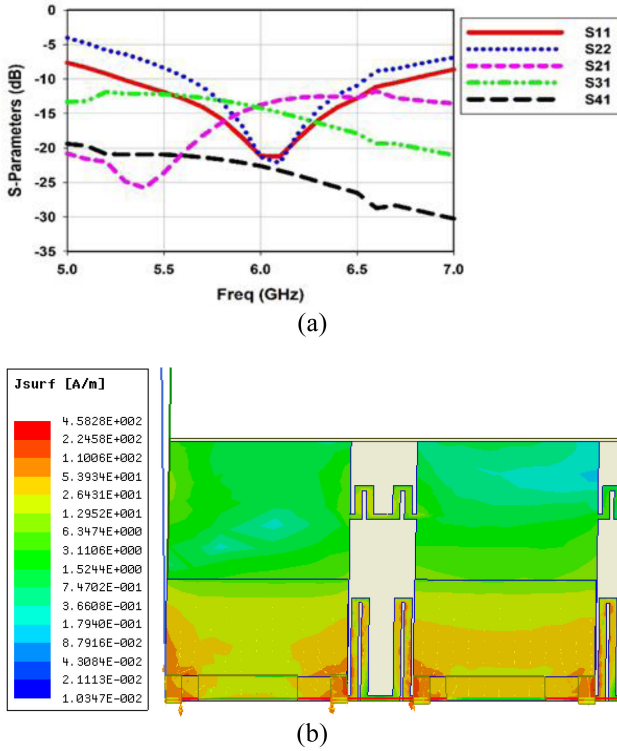 0
-5
-10
-15
-20
-25
-30
-35
S-Parameters (dB)
5.0 5.5 6.0 6.5 7.0
Freq (GHz)
S11
S22
S21
S31
S41
(a)
Jsurf [A/m]
4.5828E+002
2.2458E+002
1.1006E+002
5.3934E+001
2.6431E+001
1.2952E+001
6.3474E+000
3.1106E+000
1.5244E+000
7.4702E-001
3.6608E-001
1.7940E-001
8.7916E-002
4.3084E-002
2.1113E-002
1.0347E-002
(b)